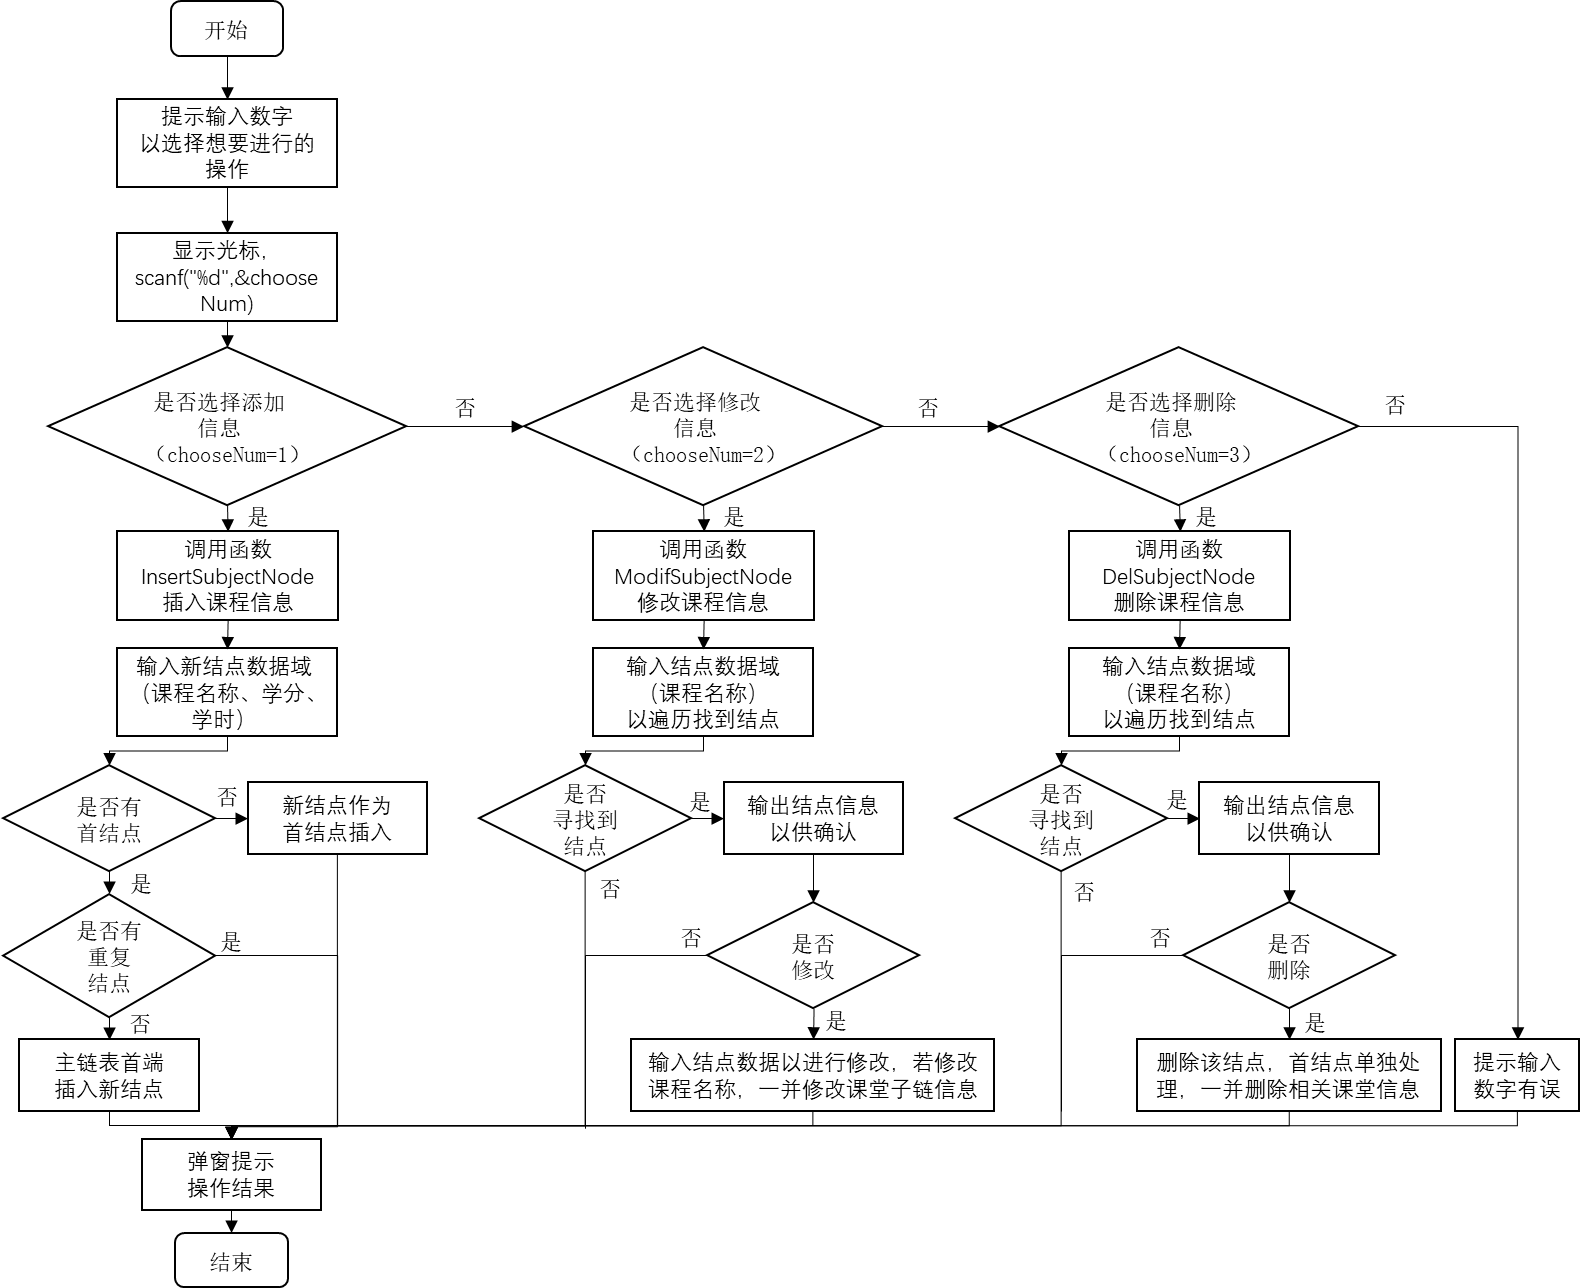 开始
提示输入数字
以选择想要进行的
操作
显示光标，
scanf("%d",&choose
Num)
是否选择添加
信息
（chooseNum=1）
否
是否选择修改
信息
（chooseNum=2）
否
是否选择删除
信息
（chooseNum=3）
否
是
是
是
调用函数
InsertSubjectNode
插入课程信息
调用函数
ModifSubjectNode
修改课程信息
调用函数
DelSubjectNode
删除课程信息
输入新结点数据域
（课程名称、学分、
学时）
输入结点数据域
（课程名称）
以遍历找到结点
输入结点数据域
（课程名称）
以遍历找到结点
是否有
首结点
否
新结点作为
首结点插入
是否
寻找到
结点
是
输出结点信息
以供确认
是否
寻找到
结点
是
输出结点信息
以供确认
是
否
否
是否有
重复
结点
是
否
是否
修改
否
是否
删除
否
是
是
主链表首端
插入新结点
输入结点数据以进行修改，若修改
课程名称，一并修改课堂子链信息
删除该结点，首结点单独处
理，一并删除相关课堂信息
提示输入
数字有误
弹窗提示
操作结果
结束